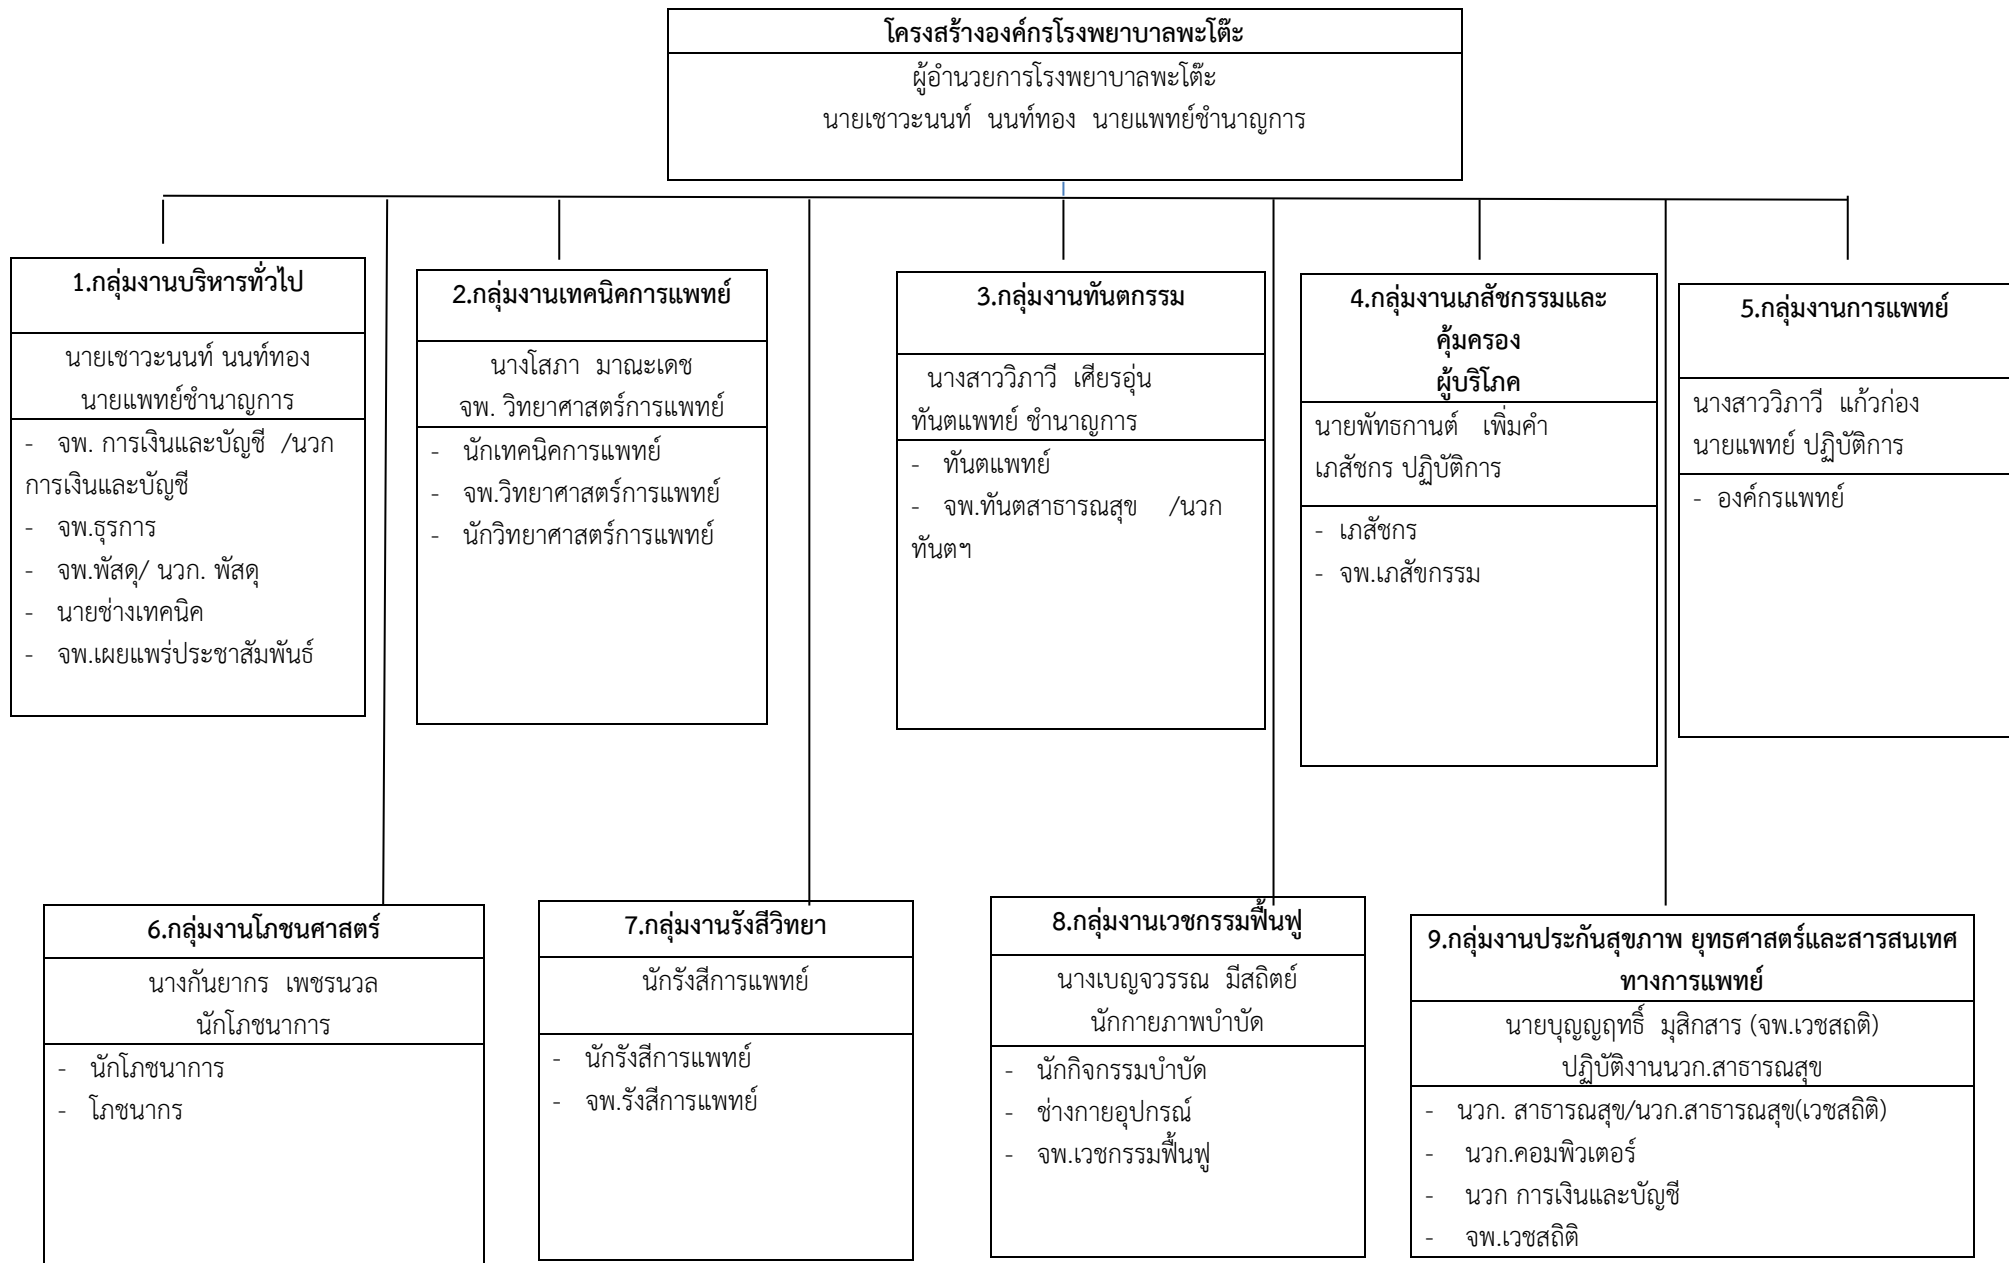 โครงสร้างองค์กรโรงพยาบาลพะโต๊ะ
ผู้อำนวยการโรงพยาบาลพะโต๊ะ
นายเชาวะนนท์ นนท์ทอง นายแพทย์ชำนาญการ
1.กลุ่มงานบริหารทั่วไป
นายเชาวะนนท์ นนท์ทอง
นายแพทย์ชำนาญการ
- จพ. การเงินและบัญชี /นวก
การเงินและบัญชี
- จพ.ธุรการ
- จพ.พัสดุ/ นวก. พัสดุ
- นายช่างเทคนิค
- จพ.เผยแพร่ประชาสัมพันธ์
2.กลุ่มงานเทคนิคการแพทย์
นางโสภา มาณะเดช
จพ. วิทยาศาสตร์การแพทย์
- นักเทคนิคการแพทย์
- จพ.วิทยาศาสตร์การแพทย์
- นักวิทยาศาสตร์การแพทย์
3.กลุ่มงานทันตกรรม
นางสาววิภาวี เศียรอุ่น
ทันตแพทย์ ชำนาญการ
- ทันตแพทย์
- จพ.ทันตสาธารณสุข /นวก
ทันตฯ
4.กลุ่มงานเภสัชกรรมและ
คุ้มครอง
ผู้บริโภค
นายพัทธกานต์ เพิ่มคำ
เภสัชกร ปฏิบัติการ
- เภสัชกร
- จพ.เภสัขกรรม
5.กลุ่มงานการแพทย์
นางสาววิภาวี แก้วก่อง
นายแพทย์ ปฏิบัติการ
- องค์กรแพทย์
6.กลุ่มงานโภชนศาสตร์
นางกันยากร เพชรนวล
นักโภชนาการ
- นักโภชนาการ
- โภชนากร
7.กลุ่มงานรังสีวิทยา
นักรังสีการแพทย์
- นักรังสีการแพทย์
- จพ.รังสีการแพทย์
8.กลุ่มงานเวชกรรมฟื้นฟู
นางเบญจวรรณ มีสถิตย์
นักกายภาพบำบัด
- นักกิจกรรมบำบัด
- ช่างกายอุปกรณ์
- จพ.เวชกรรมฟื้นฟู
9.กลุ่มงานประกันสุขภาพ ยุทธศาสตร์และสารสนเทศ
ทางการแพทย์
นายบุญญฤทธิ์ มุสิกสาร (จพ.เวชสถติ)
ปฏิบัติงานนวก.สาธารณสุข
- นวก. สาธารณสุข/นวก.สาธารณสุข(เวชสถิติ)
- นวก.คอมพิวเตอร์
- นวก การเงินและบัญชี
- จพ.เวชสถิติ